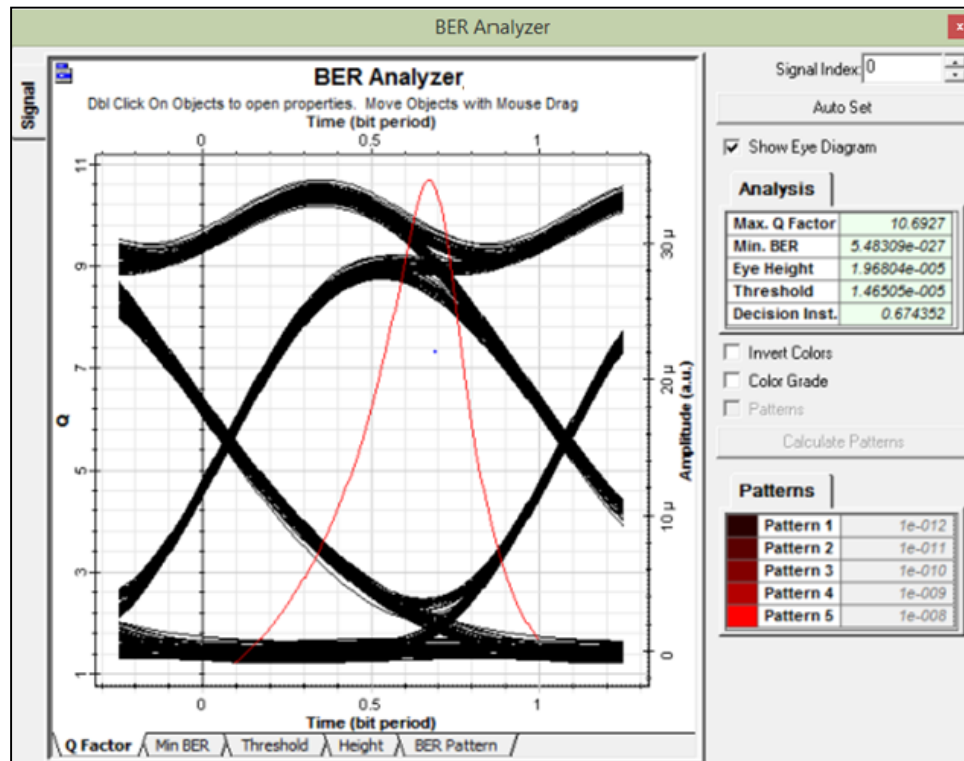 BER Analyzer
x
Signal
BER Analyzer
Dbl Click On Objects to open properties. Move Objects with Mouse Drag
Time (bit period)
0 0.5 1
11
9
7
5
3
1
Q
30 µ
20 µ
10 µ
0
Amplitude (a.u.)
0 0.5 1
Time (bit period)
Q Factor Min BER Threshold Height BER Pattern
Signal Index: 0
Auto Set
Show Eye Diagram
Analysis
Max. Q Factor 10.6927
Min. BER 5.48309e-027
Eye Height 1.96804e-005
Threshold 1.46505e-005
Decision Inst. 0.674352
Invert Colors
Color Grade
Patterns
Calculate Patterns
Patterns
Pattern 1 1e-012
Pattern 2 1e-011
Pattern 3 1e-010
Pattern 4 1e-009
Pattern 5 1e-008